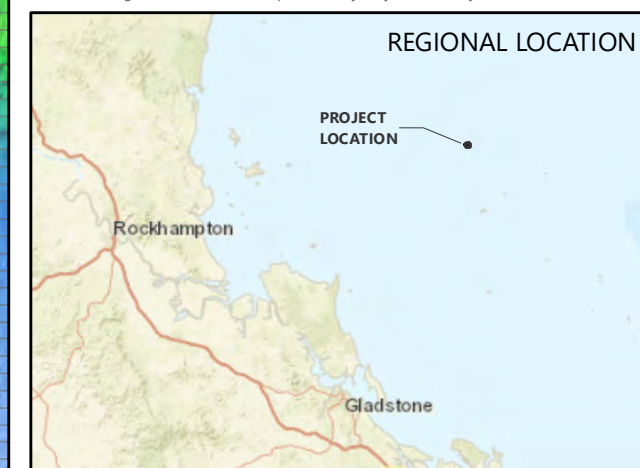 REGIONAL LOCATION
PROJECT
LOCATION
Rockhampton
Gladstone